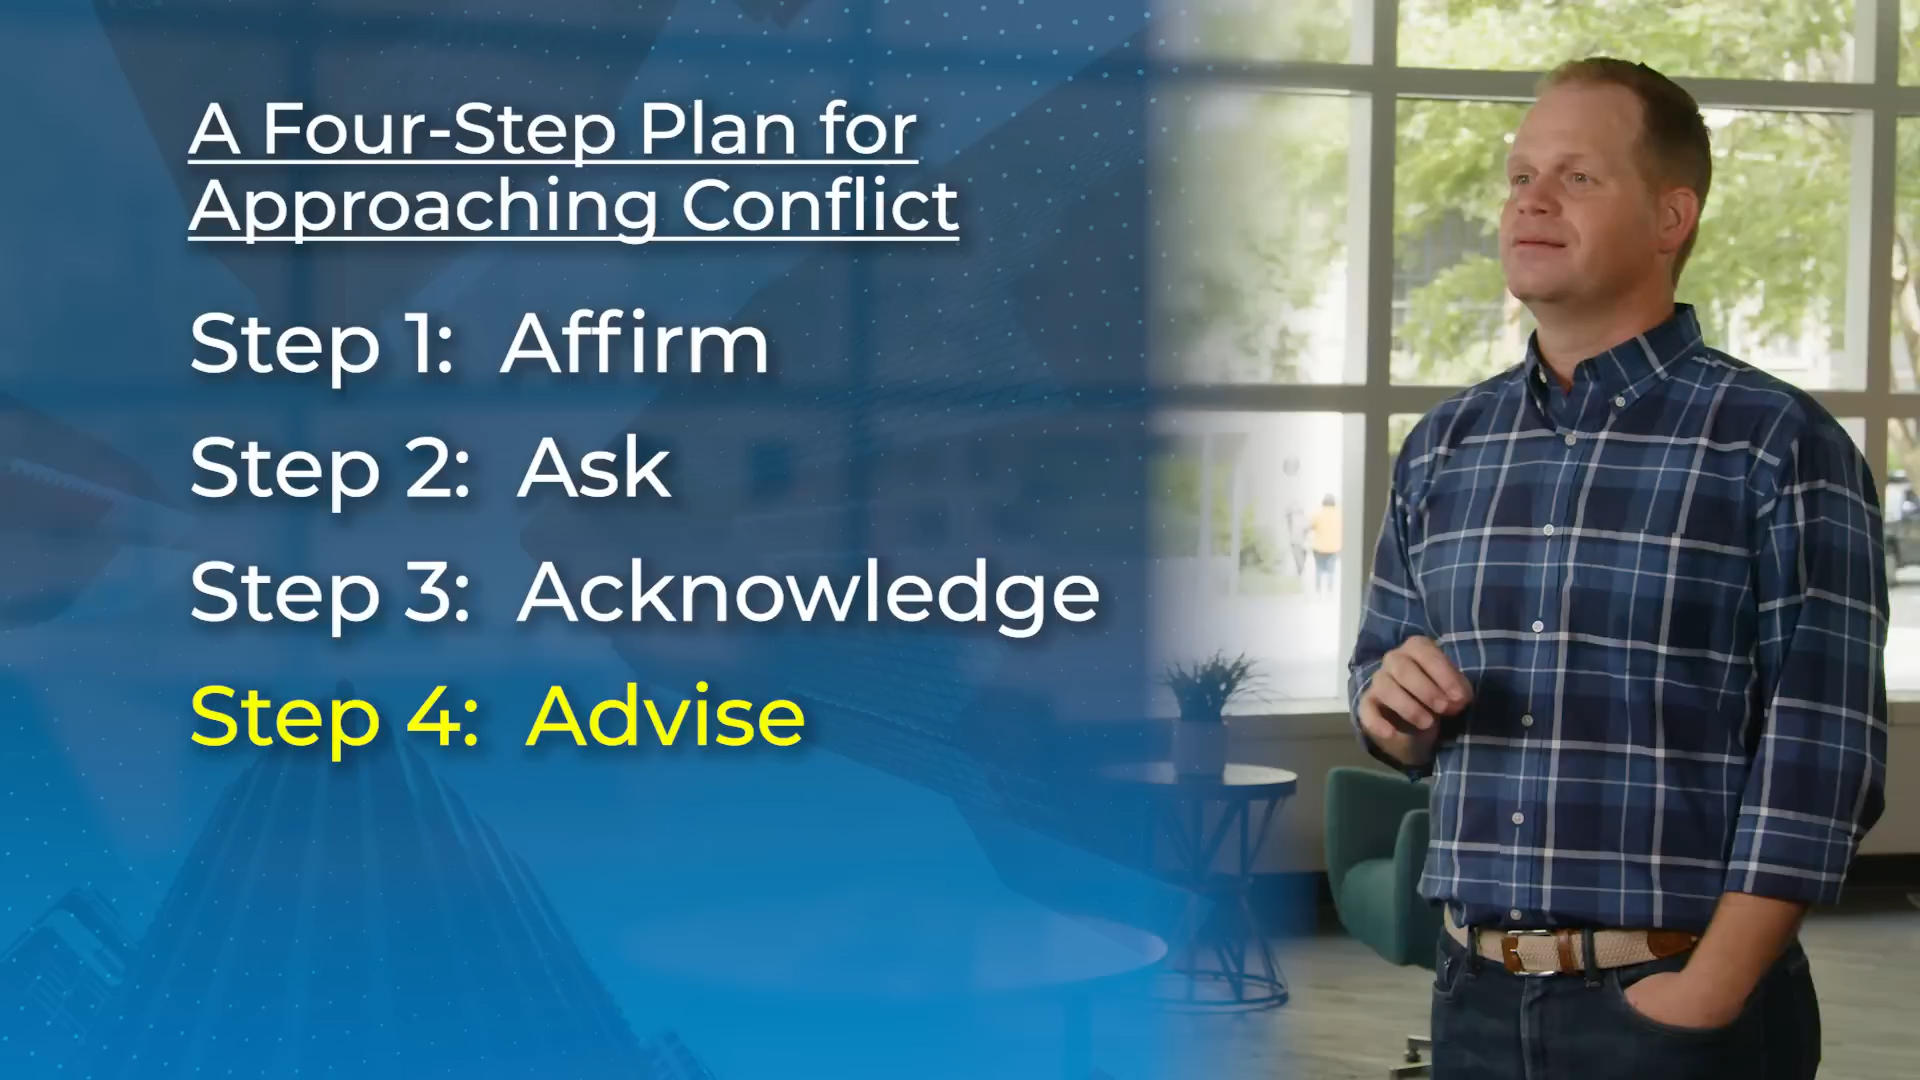 A Four-Step Plan for
Approaching Conflict
Step 1: Affirm
Step 2: Ask
Step 3: Acknowledge
Step 4: Advise